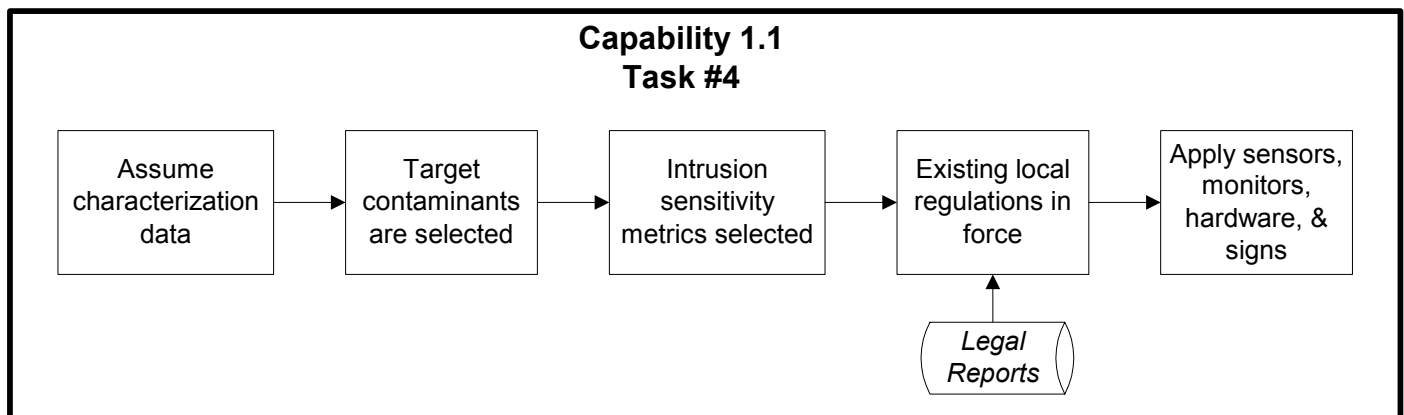 Capability 1.1
Task #4
Assume
characterization
data
Target
contaminants
are selected
Intrusion
sensitivity
metrics selected
Existing local
regulations in
force
Apply sensors,
monitors,
hardware, &
signs
Legal
Reports